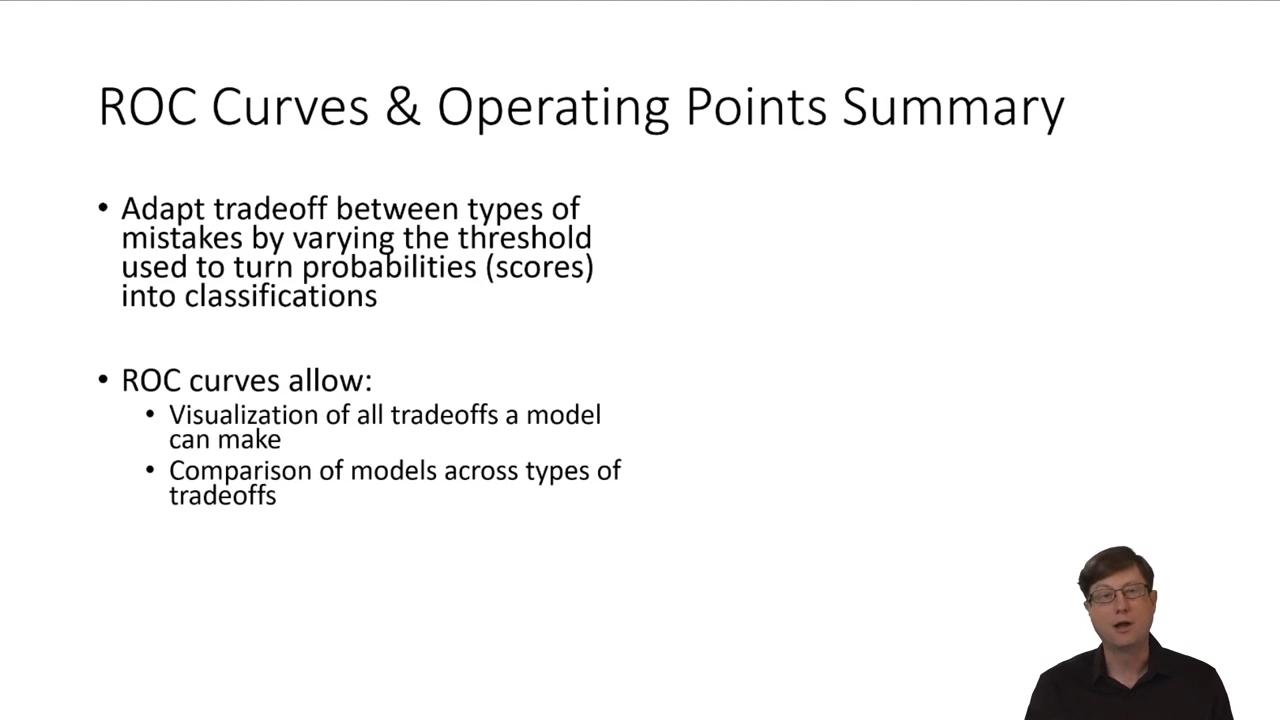 ROC Curves & Operating Points Summary
• Adapt tradeoff between types of
mistakes by varying the threshold
used to turn probabilities (scores)
into classifications
• ROC curves allow:
• Visualization of all tradeoffs a model
can make
• Comparison of models across types of
tradeoffs